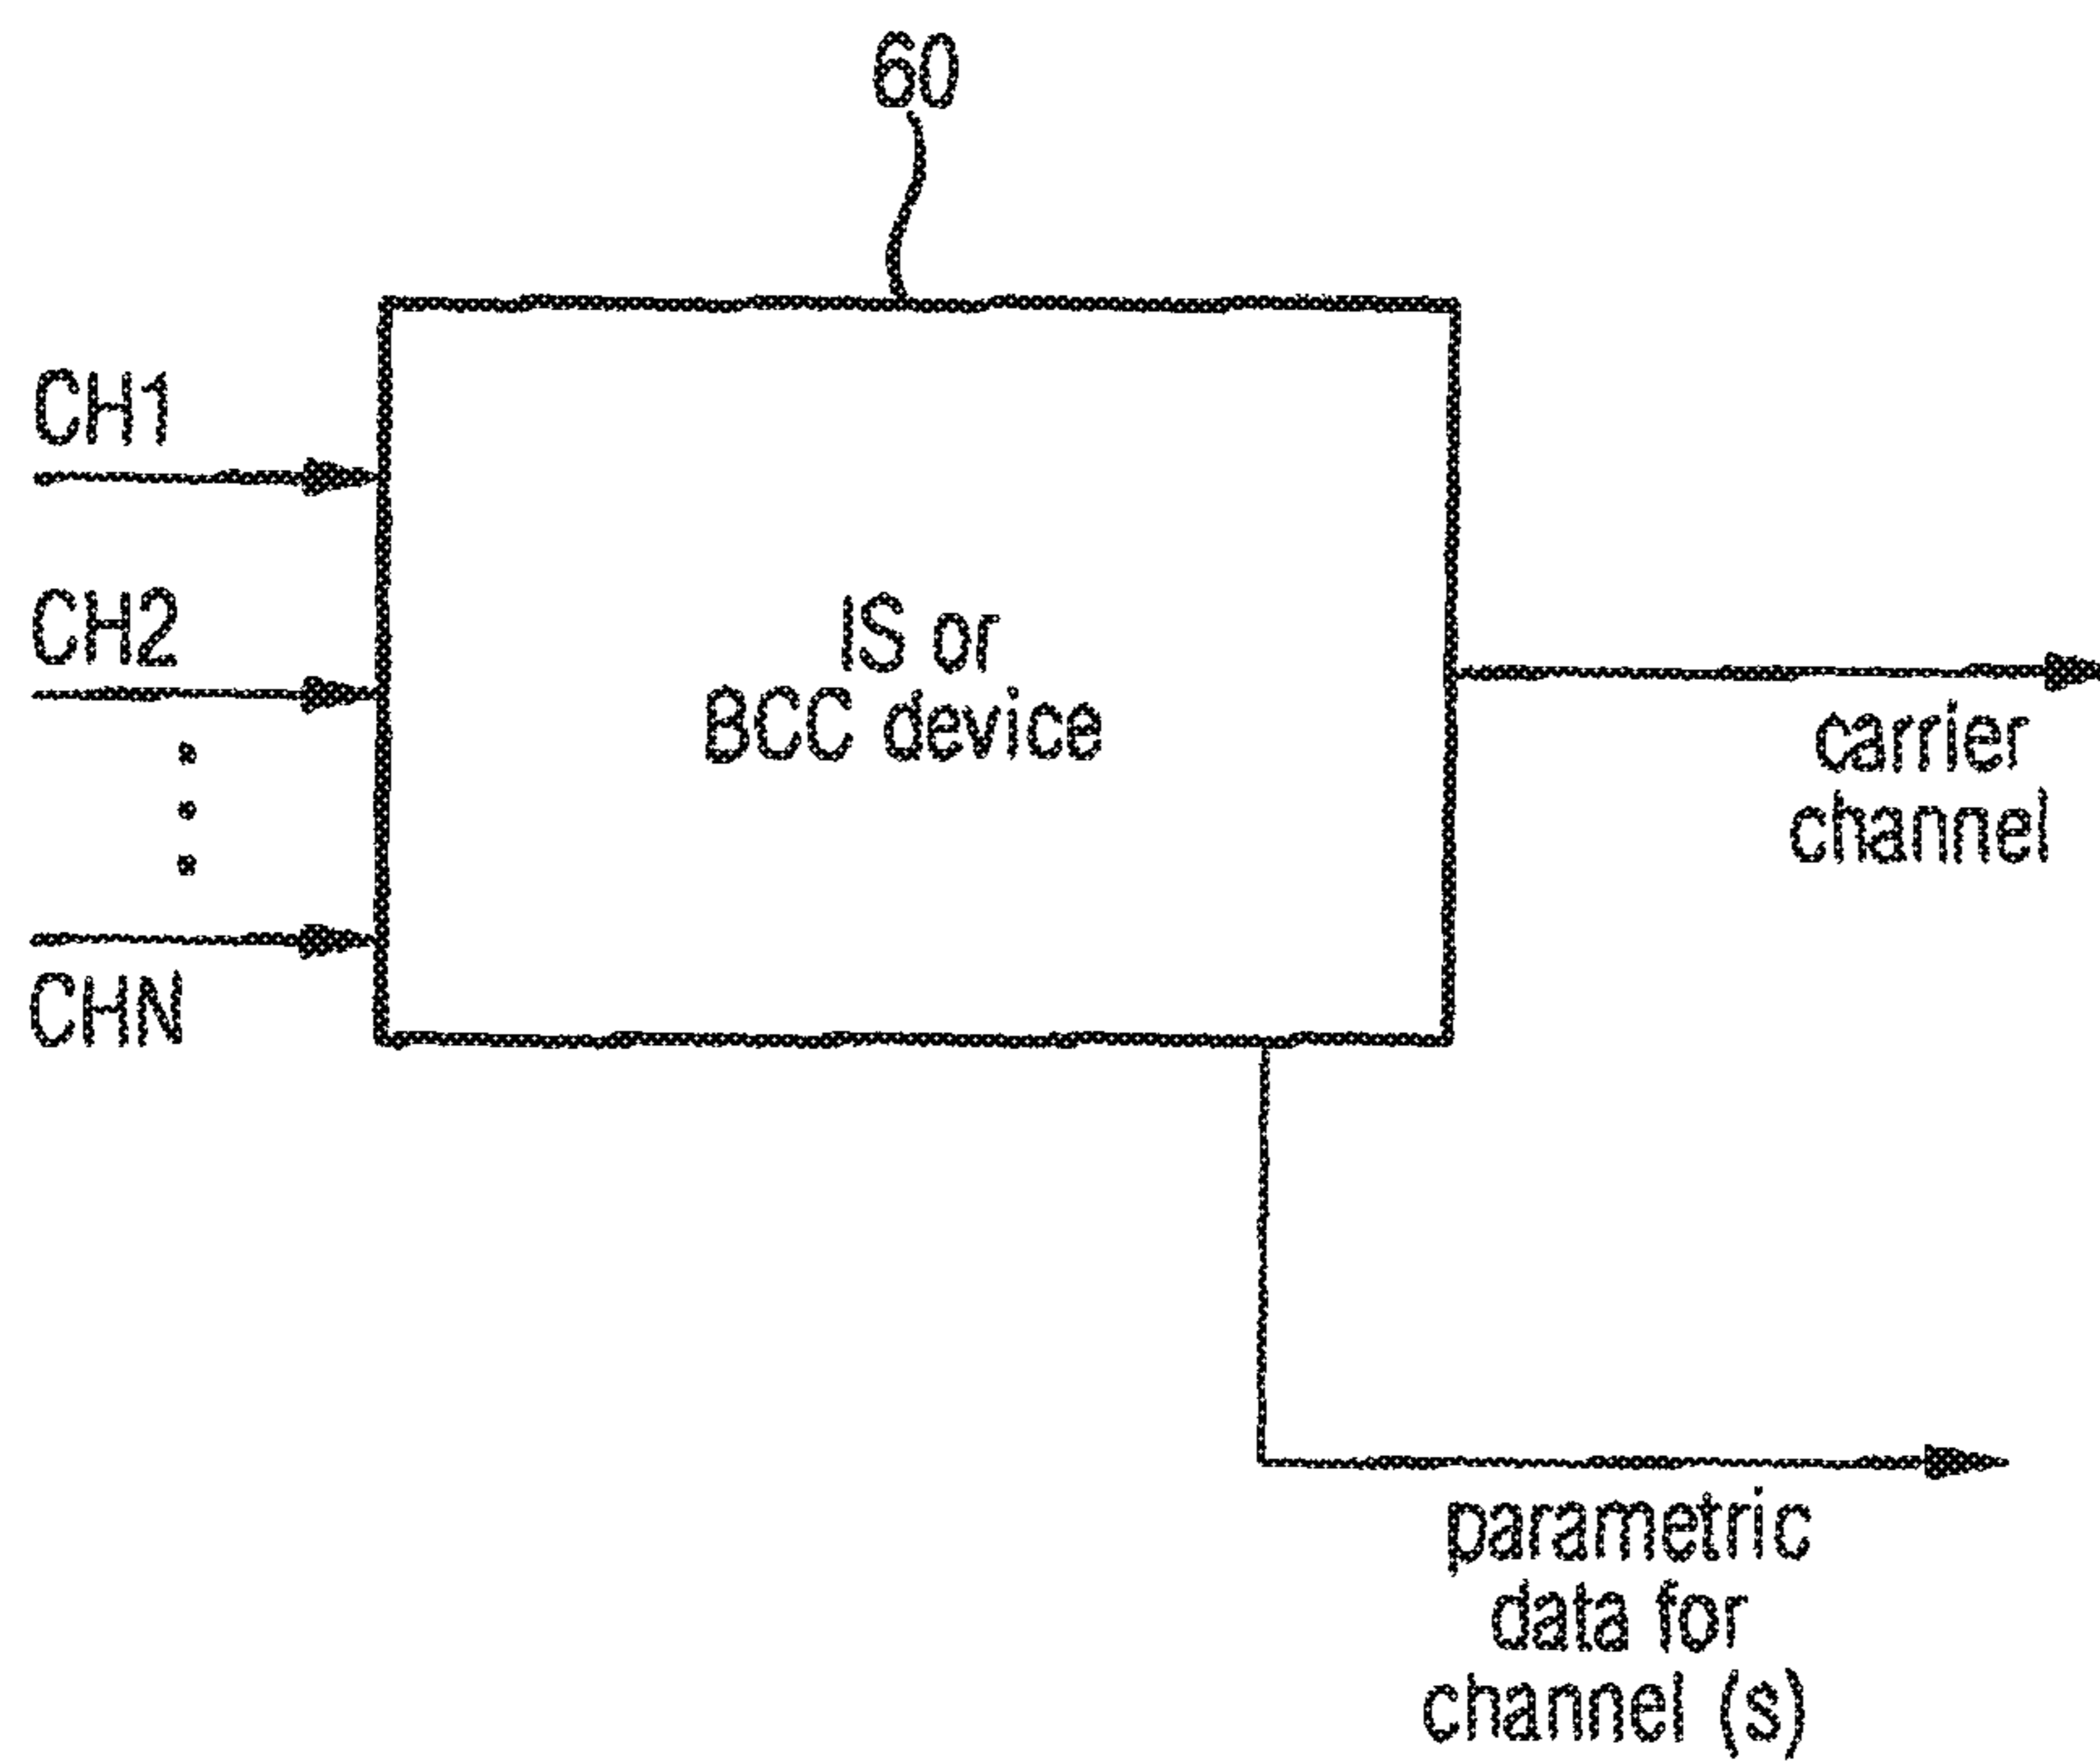 60
CH1
CH2
CHN
IS or
BCC device
carrier
channel
parametric
data for
channel (s)